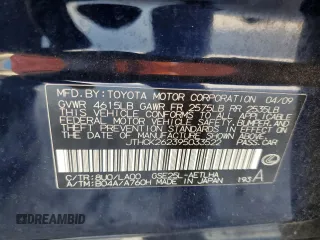 MFD.BY: TOYOTA MOTOR CORPORATION 04/09
GVWR 4615LB GAWR FR 2575LB RR 2535LB
THIS VEHICLE CONFORMS TO ALL APPLICABLE
FEDERAL MOTOR VEHICLE SAFETY, BUMPER, AND
THEFT PREVENTION STANDARDS IN EFFECT ON
THE DATE OF MANUFACTURE SHOWN ABOVE.
JTHCK262395033522 PASS.CAR
C/TR: 8U0/LA00 GSE25L-AETLHA
A/TM: B04A/A760H MADE IN JAPAN 193A